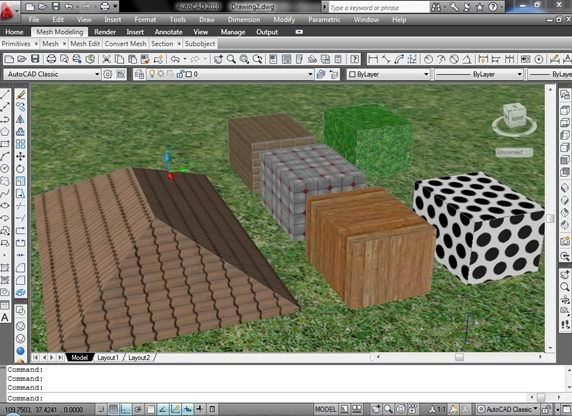 AutoCAD 2010 Drawing2.dwg Type a keyword or phrase
File Edit View Insert Format Tools Draw Dimension Modify Parametric Window Help
Home Mesh Modeling Render Insert Annotate View Manage Output
Primitives Mesh Mesh Edit Convert Mesh Section Subobject
AutoCAD Classic 0 ByLayer ByLayer ByLayer
RIGHT
Unnamed
Model Layout1 Layout2
Command:
Command:
Command:
Command:
109.7503, 37.4241, 0.0000 MODEL 1:1 AutoCAD Classic